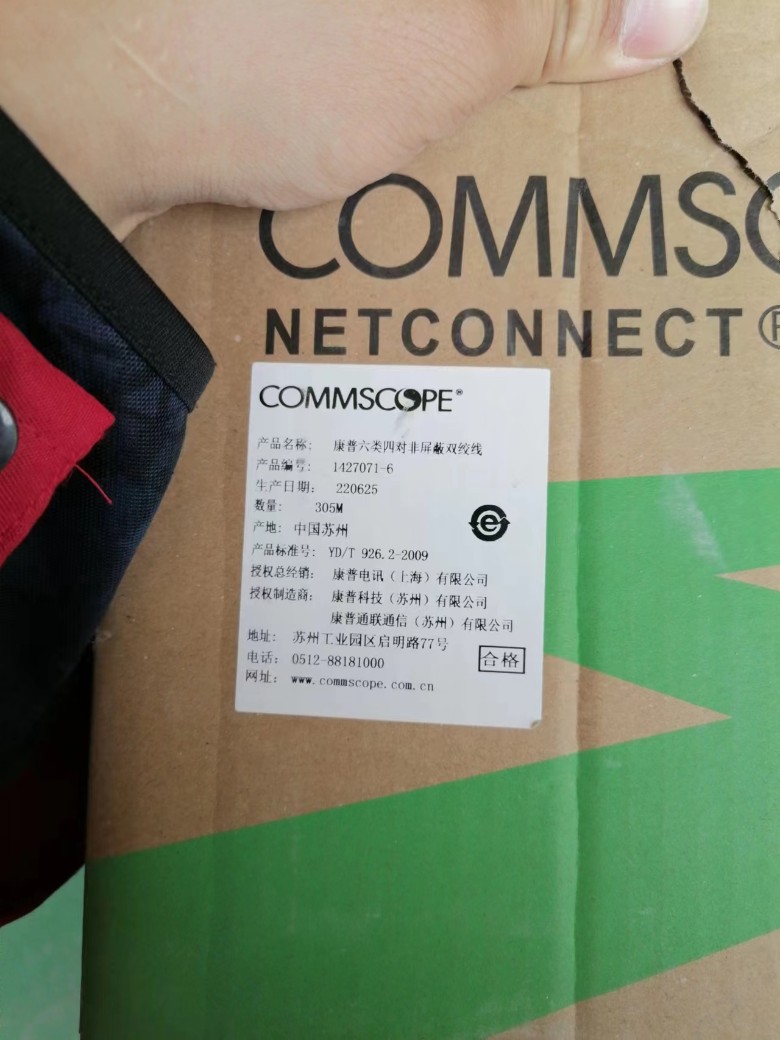 COMMSC
NETCONNECT®
COMMSCOPE®
产品名称: 康普六类四对非屏蔽双绞线
产品编号: 1427071-6
生产日期: 220625
数量: 305M
产地: 中国苏州
产品标准号: YD/T 926.2-2009
授权总经销: 康普电讯（上海）有限公司
授权制造商: 康普科技（苏州）有限公司
康普通联通信（苏州）有限公司
地址: 苏州工业园区启明路77号
电话: 0512-88181000
合格
网址: www.commscope.com.cn